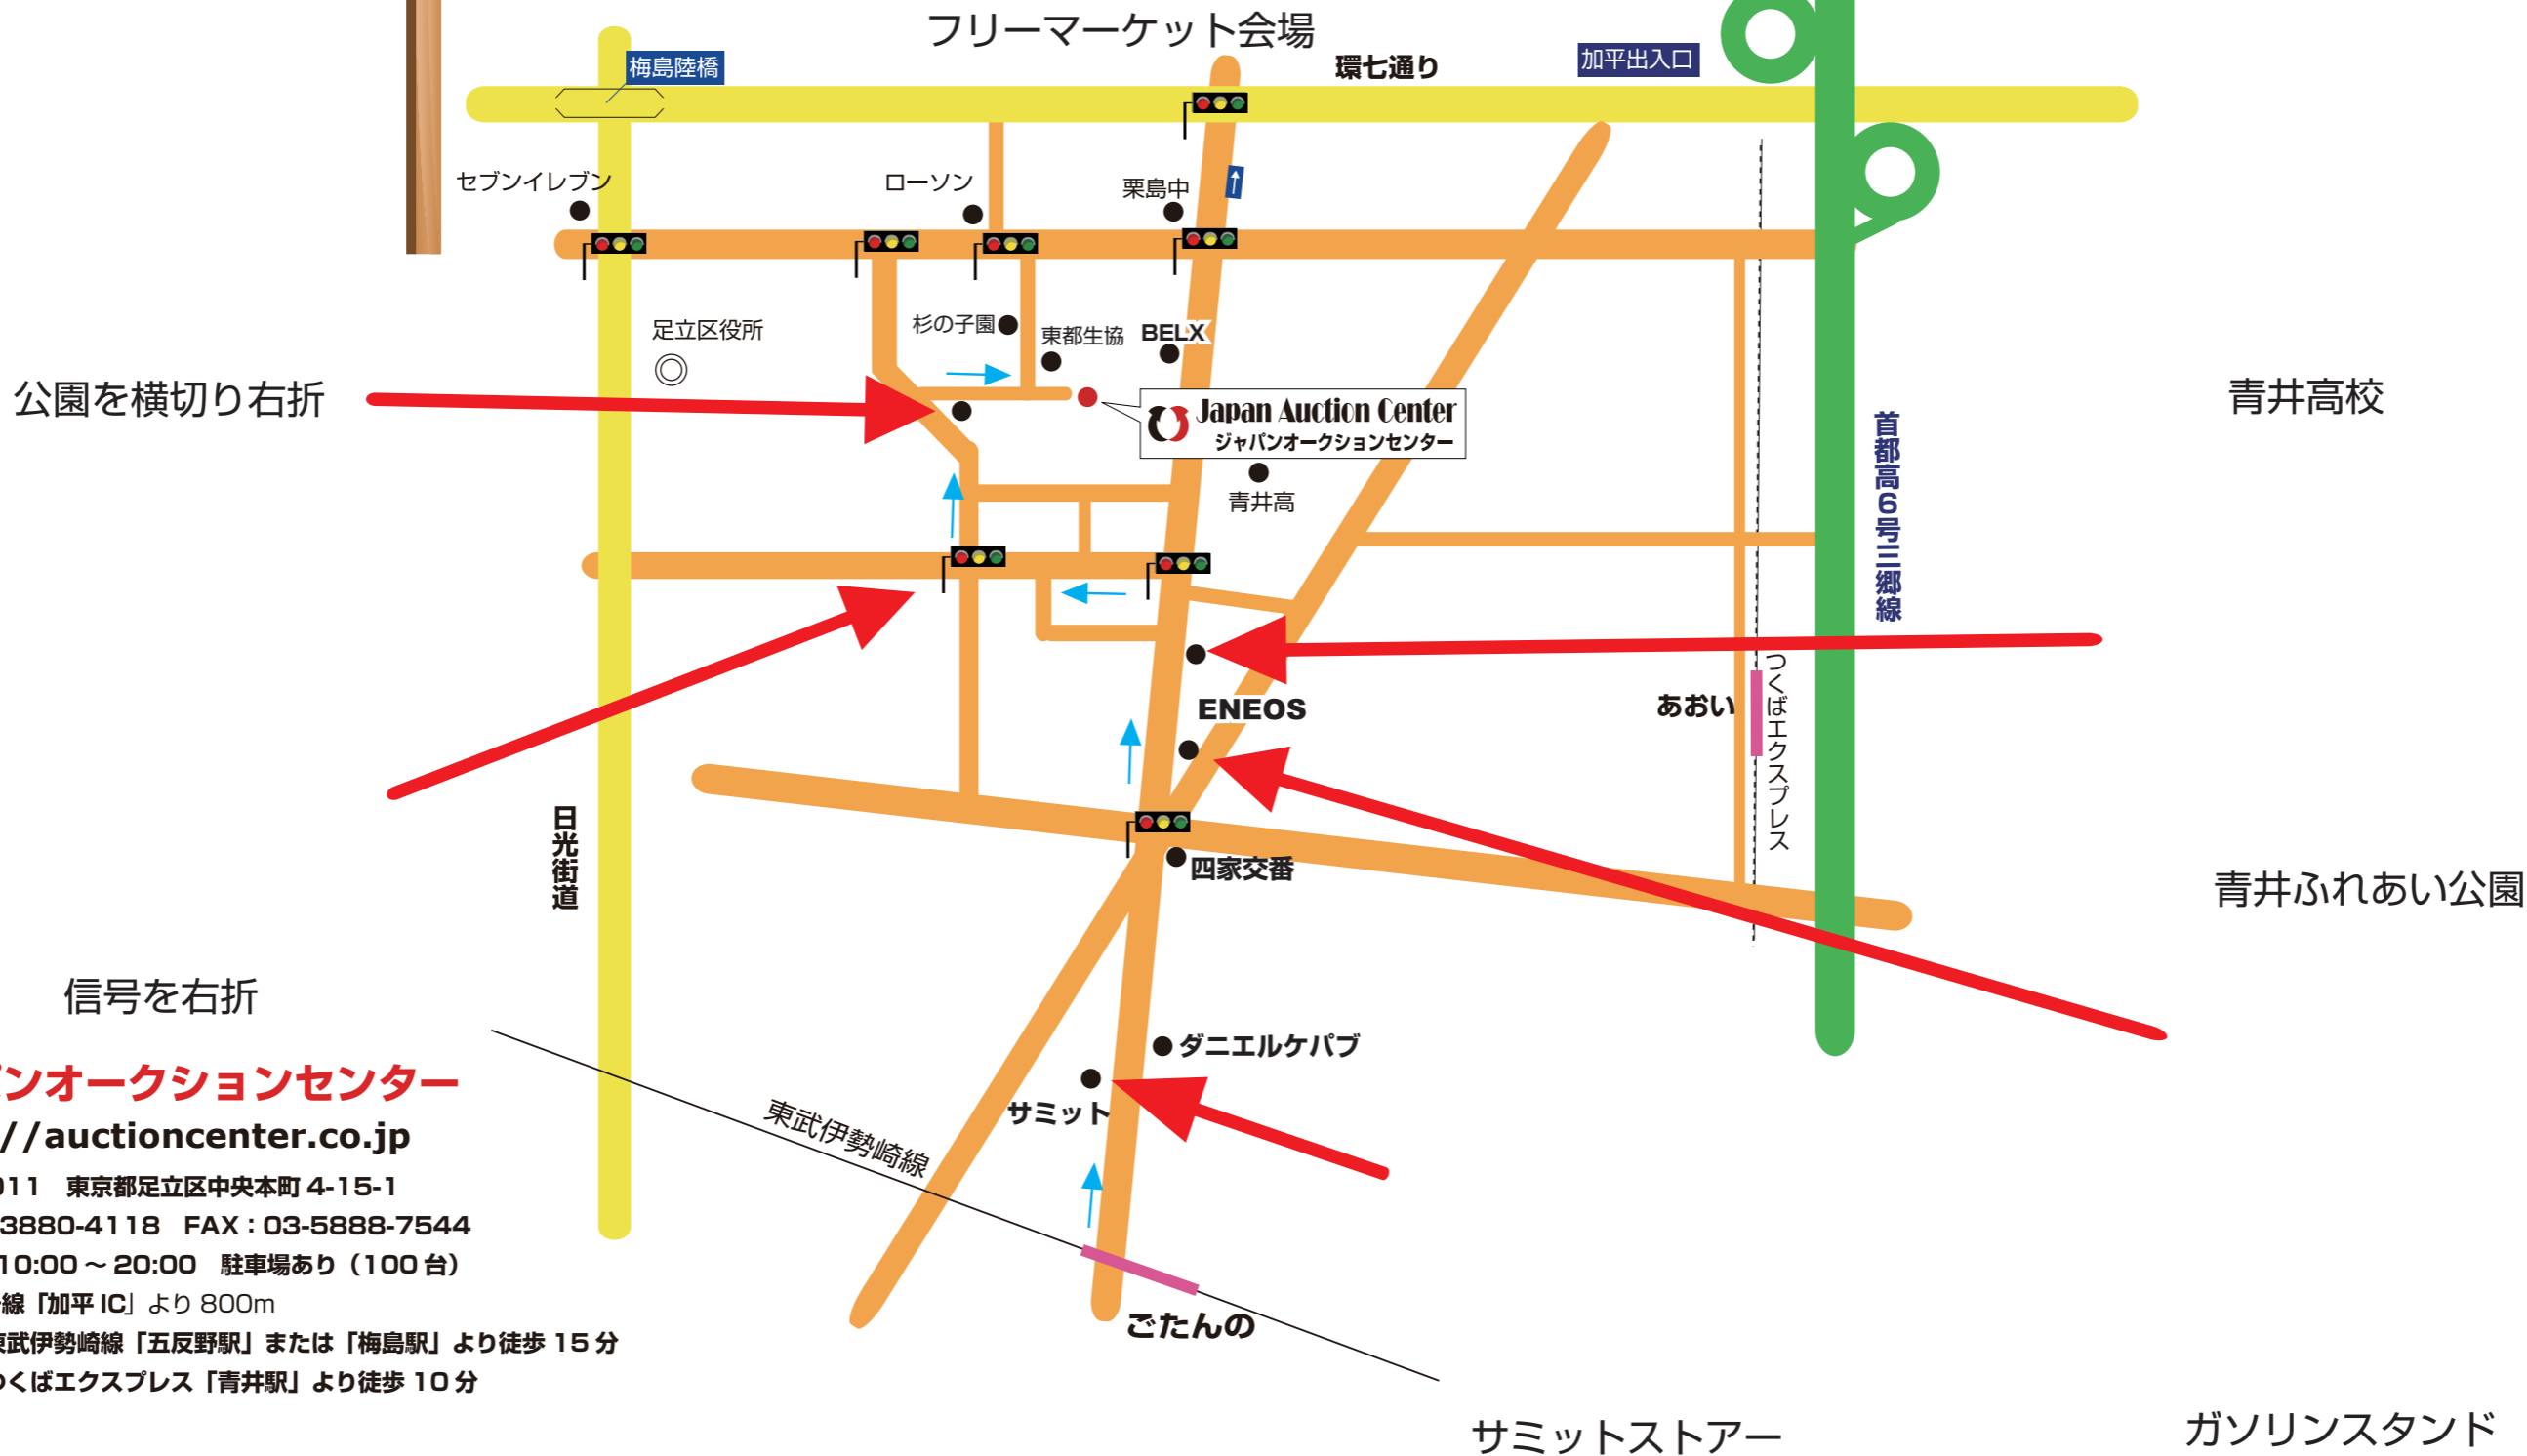 フリーマーケット会場
環七通り
加平出入口
梅島陸橋
セブンイレブン
ローソン
栗島中
足立区役所
杉の子園
東都生協
BELX
公園を横切り右折
Japan Auction Center
ジャパンオークションセンター
青井高校
青井高
首都高6号三郷線
ENEOS
あおい
つくばエクスプレス
日光街道
四家交番
青井ふれあい公園
信号を右折
ダニエルケパブ
サミット
東武伊勢崎線
ンオークションセンター
//auctioncenter.co.jp
011 東京都足立区中央本町 4-15-1
3880-4118 FAX：03-5888-7544
10:00 ～ 20:00 駐車場あり（100 台）
線「加平 IC」より 800m
東武伊勢崎線「五反野駅」または「梅島駅」より徒歩 15 分
つくばエクスプレス「青井駅」より徒歩 10 分
ごたんの
サミットストアー
ガソリンスタンド